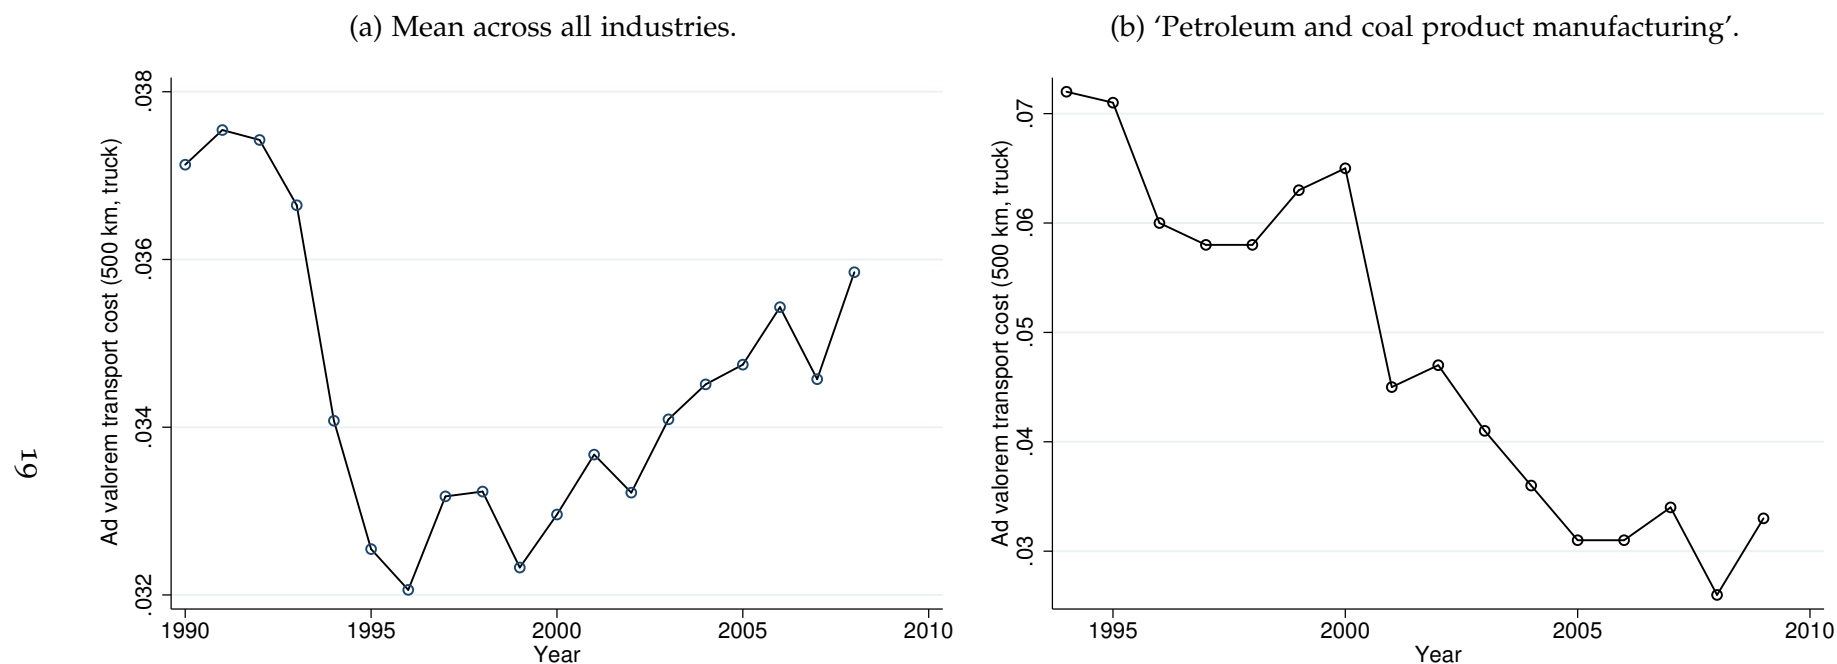 (a) Mean across all industries.
Ad valorem transport cost (500 km, truck)
.038
.036
.034
.032
1990 1995 2000 2005 2010
Year
(b) ‘Petroleum and coal product manufacturing’.
Ad valorem transport cost (500 km, truck)
.07
.06
.05
.04
.03
1995 2000 2005 2010
Year
19